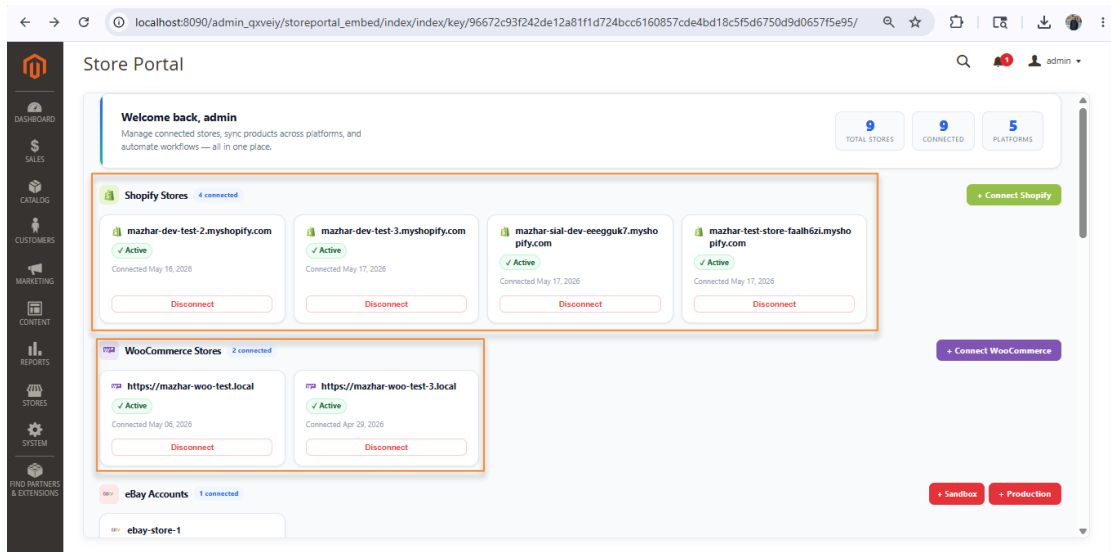 localhost:8090/admin_qxveiy/storeportal_embed/index/index/key/96672c93f242de12a81f1d724bcc6160857cde4bd18c5f5d6750d9d0657f5e95/
Store Portal
1
admin
DASHBOARD
SALES
CATALOG
CUSTOMERS
MARKETING
CONTENT
REPORTS
STORES
SYSTEM
FIND PARTNERS
& EXTENSIONS
Welcome back, admin
Manage connected stores, sync products across platforms, and
automate workflows — all in one place.
9
TOTAL STORES
9
CONNECTED
5
PLATFORMS
Shopify Stores 4 connected
+ Connect Shopify
mazhar-dev-test-2.myshopify.com
✓ Active
Connected May 16, 2026
Disconnect
mazhar-dev-test-3.myshopify.com
✓ Active
Connected May 17, 2026
Disconnect
mazhar-sial-dev-eeegguk7.mysho
pify.com
✓ Active
Connected May 17, 2026
Disconnect
mazhar-test-store-faalh6zi.mysho
pify.com
✓ Active
Connected May 17, 2026
Disconnect
WooCommerce Stores 2 connected
+ Connect WooCommerce
https://mazhar-woo-test.local
✓ Active
Connected May 06, 2026
Disconnect
https://mazhar-woo-test-3.local
✓ Active
Connected Apr 29, 2026
Disconnect
eBay Accounts 1 connected
+ Sandbox
+ Production
ebay-store-1